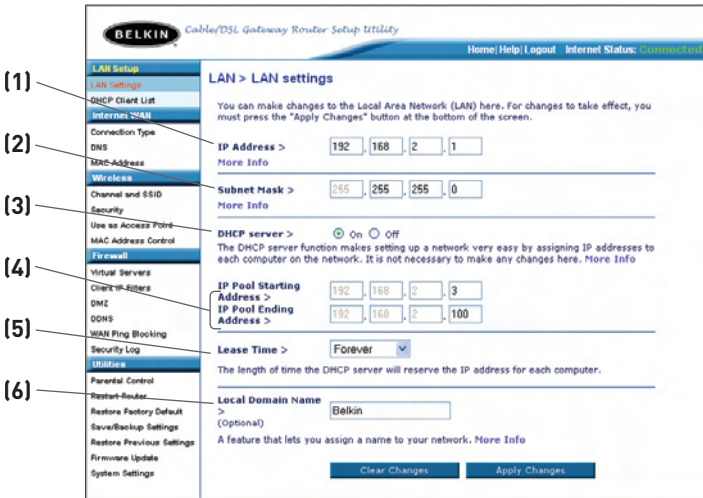 BELKIN
Cable/DSL Gateway Router Setup Utility
Home|Help|Logout Internet Status: Connected
LAN Setup
LAN Settings
DHCP Client List
Internet WAN
Connection Type
DNS
MAC Address
Wireless
Channel and SSID
Security
Use as Access Point
MAC Address Control
Firewall
Virtual Servers
Client IP Filters
DMZ
DDNS
WAN Ping Blocking
Security Log
Utilities
Parental Control
Restart Router
Restore Factory Default
Save/Backup Settings
Restore Previous Settings
Firmware Update
System Settings
LAN > LAN settings
You can make changes to the Local Area Network (LAN) here. For changes to take effect, you
must press the "Apply Changes" button at the bottom of the screen.
(1)
IP Address > 192 . 168 . 2 . 1
More Info
(2)
Subnet Mask > 255 . 255 . 255 . 0
More Info
(3)
DHCP server > On Off
The DHCP server function makes setting up a network very easy by assigning IP addresses to
each computer on the network. It is not necessary to make any changes here. More Info
(4)
IP Pool Starting
Address > 192 . 168 . 2 . 3
IP Pool Ending
Address > 192 . 168 . 2 . 100
(5)
Lease Time > Forever
The length of time the DHCP server will reserve the IP address for each computer.
(6)
Local Domain Name
> Belkin
(Optional)
A feature that lets you assign a name to your network. More Info
Clear Changes Apply Changes